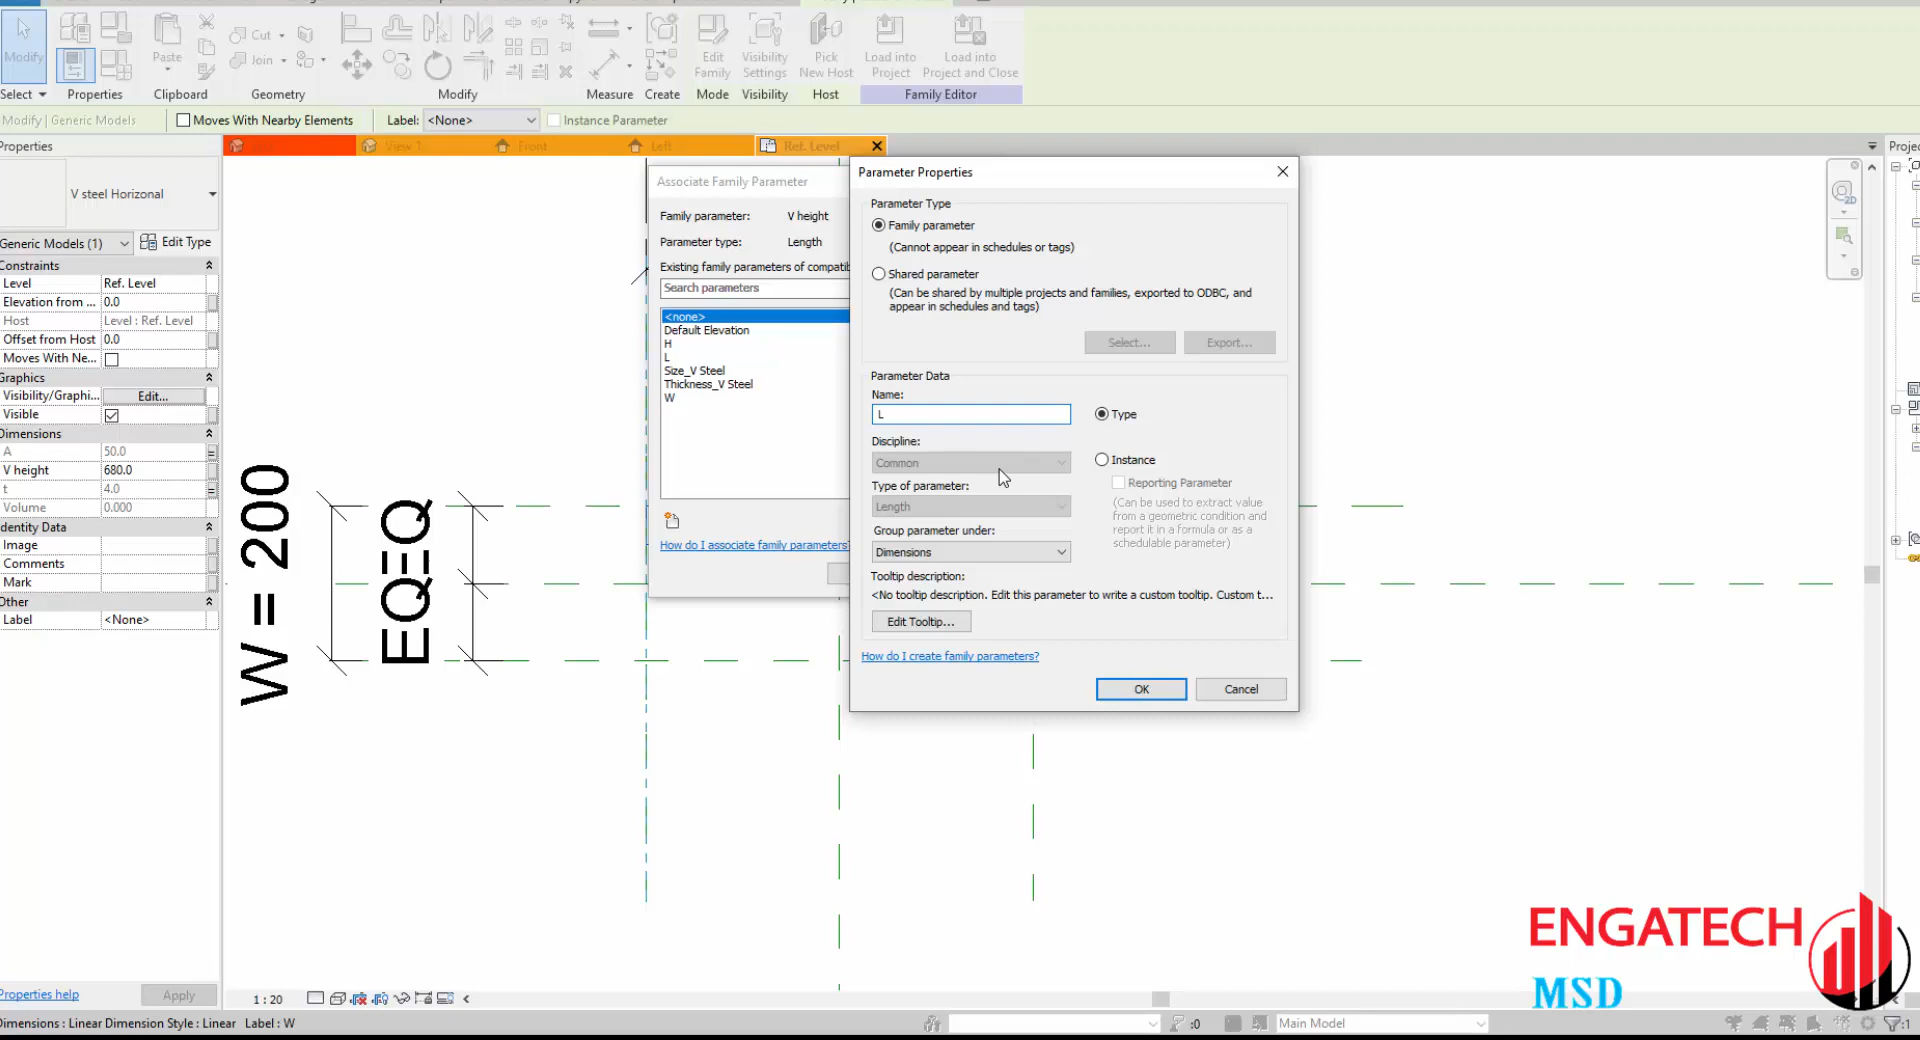 Modify
Cut
Join
Paste
Edit
Family
Visibility
Settings
Pick
New Host
Load into
Project
Load into
Project and Close
Select
Properties
Clipboard
Geometry
Modify
Measure
Create
Mode
Visibility
Host
Family Editor
Modify | Generic Models
Moves With Nearby Elements
Label: <None>
Instance Parameter
Properties
View 1
Front
Left
Ref. Level
V steel Horizonal
Generic Models (1)
Edit Type
Constraints
Level Ref. Level
Elevation from ... 0.0
Host Level : Ref. Level
Offset from Host 0.0
Moves With Ne...
Graphics
Visibility/Graphi... Edit...
Visible
Dimensions
A 50.0
V height 680.0
t 4.0
Volume 0.000
Identity Data
Image
Comments
Mark
Other
Label <None>
Properties help
Apply
W = 200
EQ EQ
Associate Family Parameter
Family parameter: V height
Parameter type: Length
Existing family parameters of compatib
Search parameters
<none>
Default Elevation
H
L
Size_V Steel
Thickness_V Steel
W
How do I associate family parameters?
Parameter Properties
Parameter Type
Family parameter
(Cannot appear in schedules or tags)
Shared parameter
(Can be shared by multiple projects and families, exported to ODBC, and
appear in schedules and tags)
Select...
Export...
Parameter Data
Name:
L
Type
Discipline:
Common
Instance
Reporting Parameter
Type of parameter:
Length
(Can be used to extract value
from a geometric condition and
report it in a formula or as a
schedulable parameter)
Group parameter under:
Dimensions
Tooltip description:
<No tooltip description. Edit this parameter to write a custom tooltip. Custom t...
Edit Tooltip...
How do I create family parameters?
OK
Cancel
Projec
2D
ENGATECH
MSD
1 : 20
Dimensions : Linear Dimension Style : Linear Label : W
:0
Main Model
:1